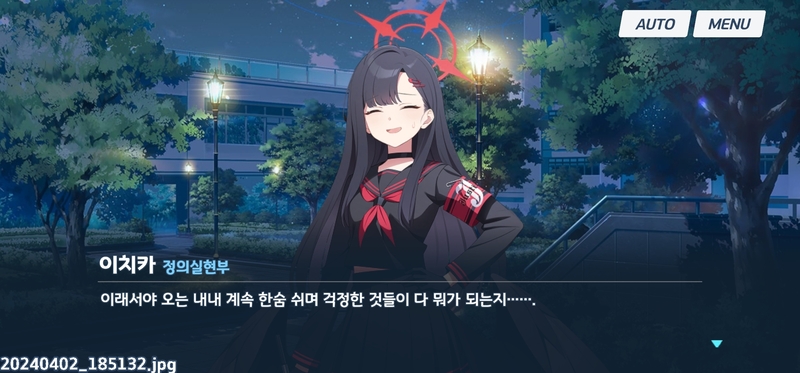 AUTO
MENU
이치카 정의실현부
이래서야 오는 내내 계속 한숨 쉬며 걱정한 것들이 다 뭐가 되는지…….
20240402_185132.jpg